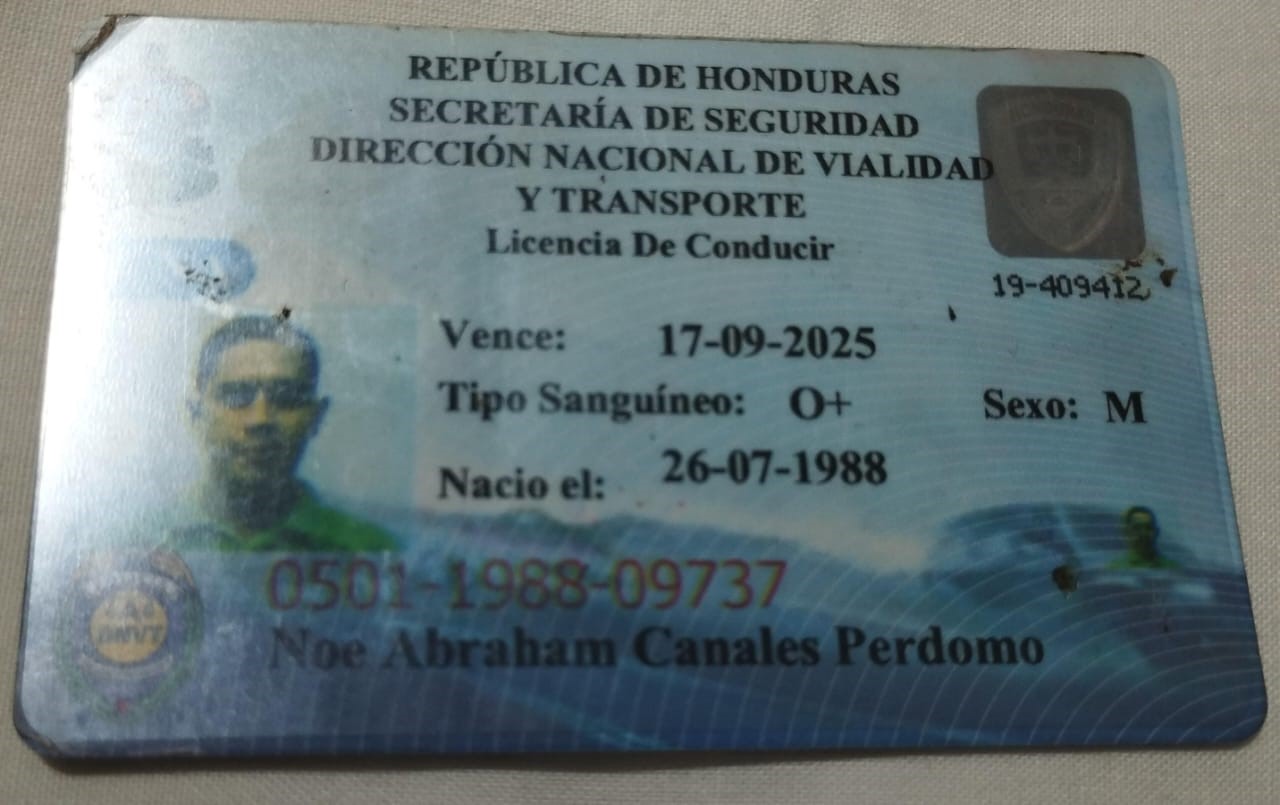 REPÚBLICA DE HONDURAS
SECRETARÍA DE SEGURIDAD
DIRECCIÓN NACIONAL DE VIALIDAD
Y TRANSPORTE
Licencia De Conducir
19-409412
Vence: 17-09-2025
Tipo Sanguíneo: O+ Sexo: M
Nacio el: 26-07-1988
0501-1988-09737
DNVT
Noe Abraham Canales Perdomo